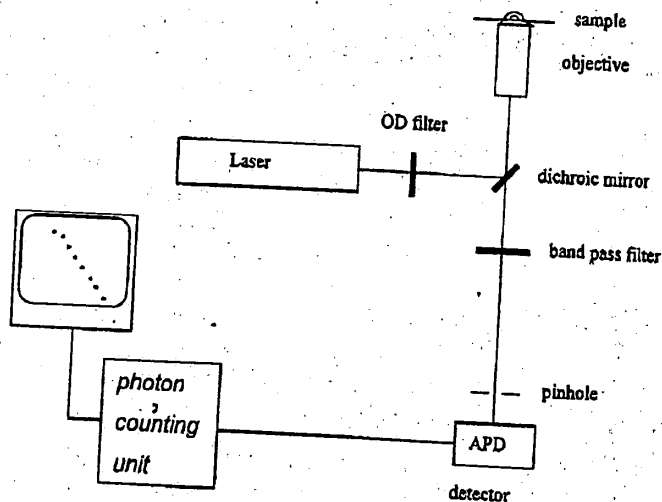 sample
objective
OD filter
Laser
dichroic mirror
band pass filter
photon
counting
unit
pinhole
APD
detector